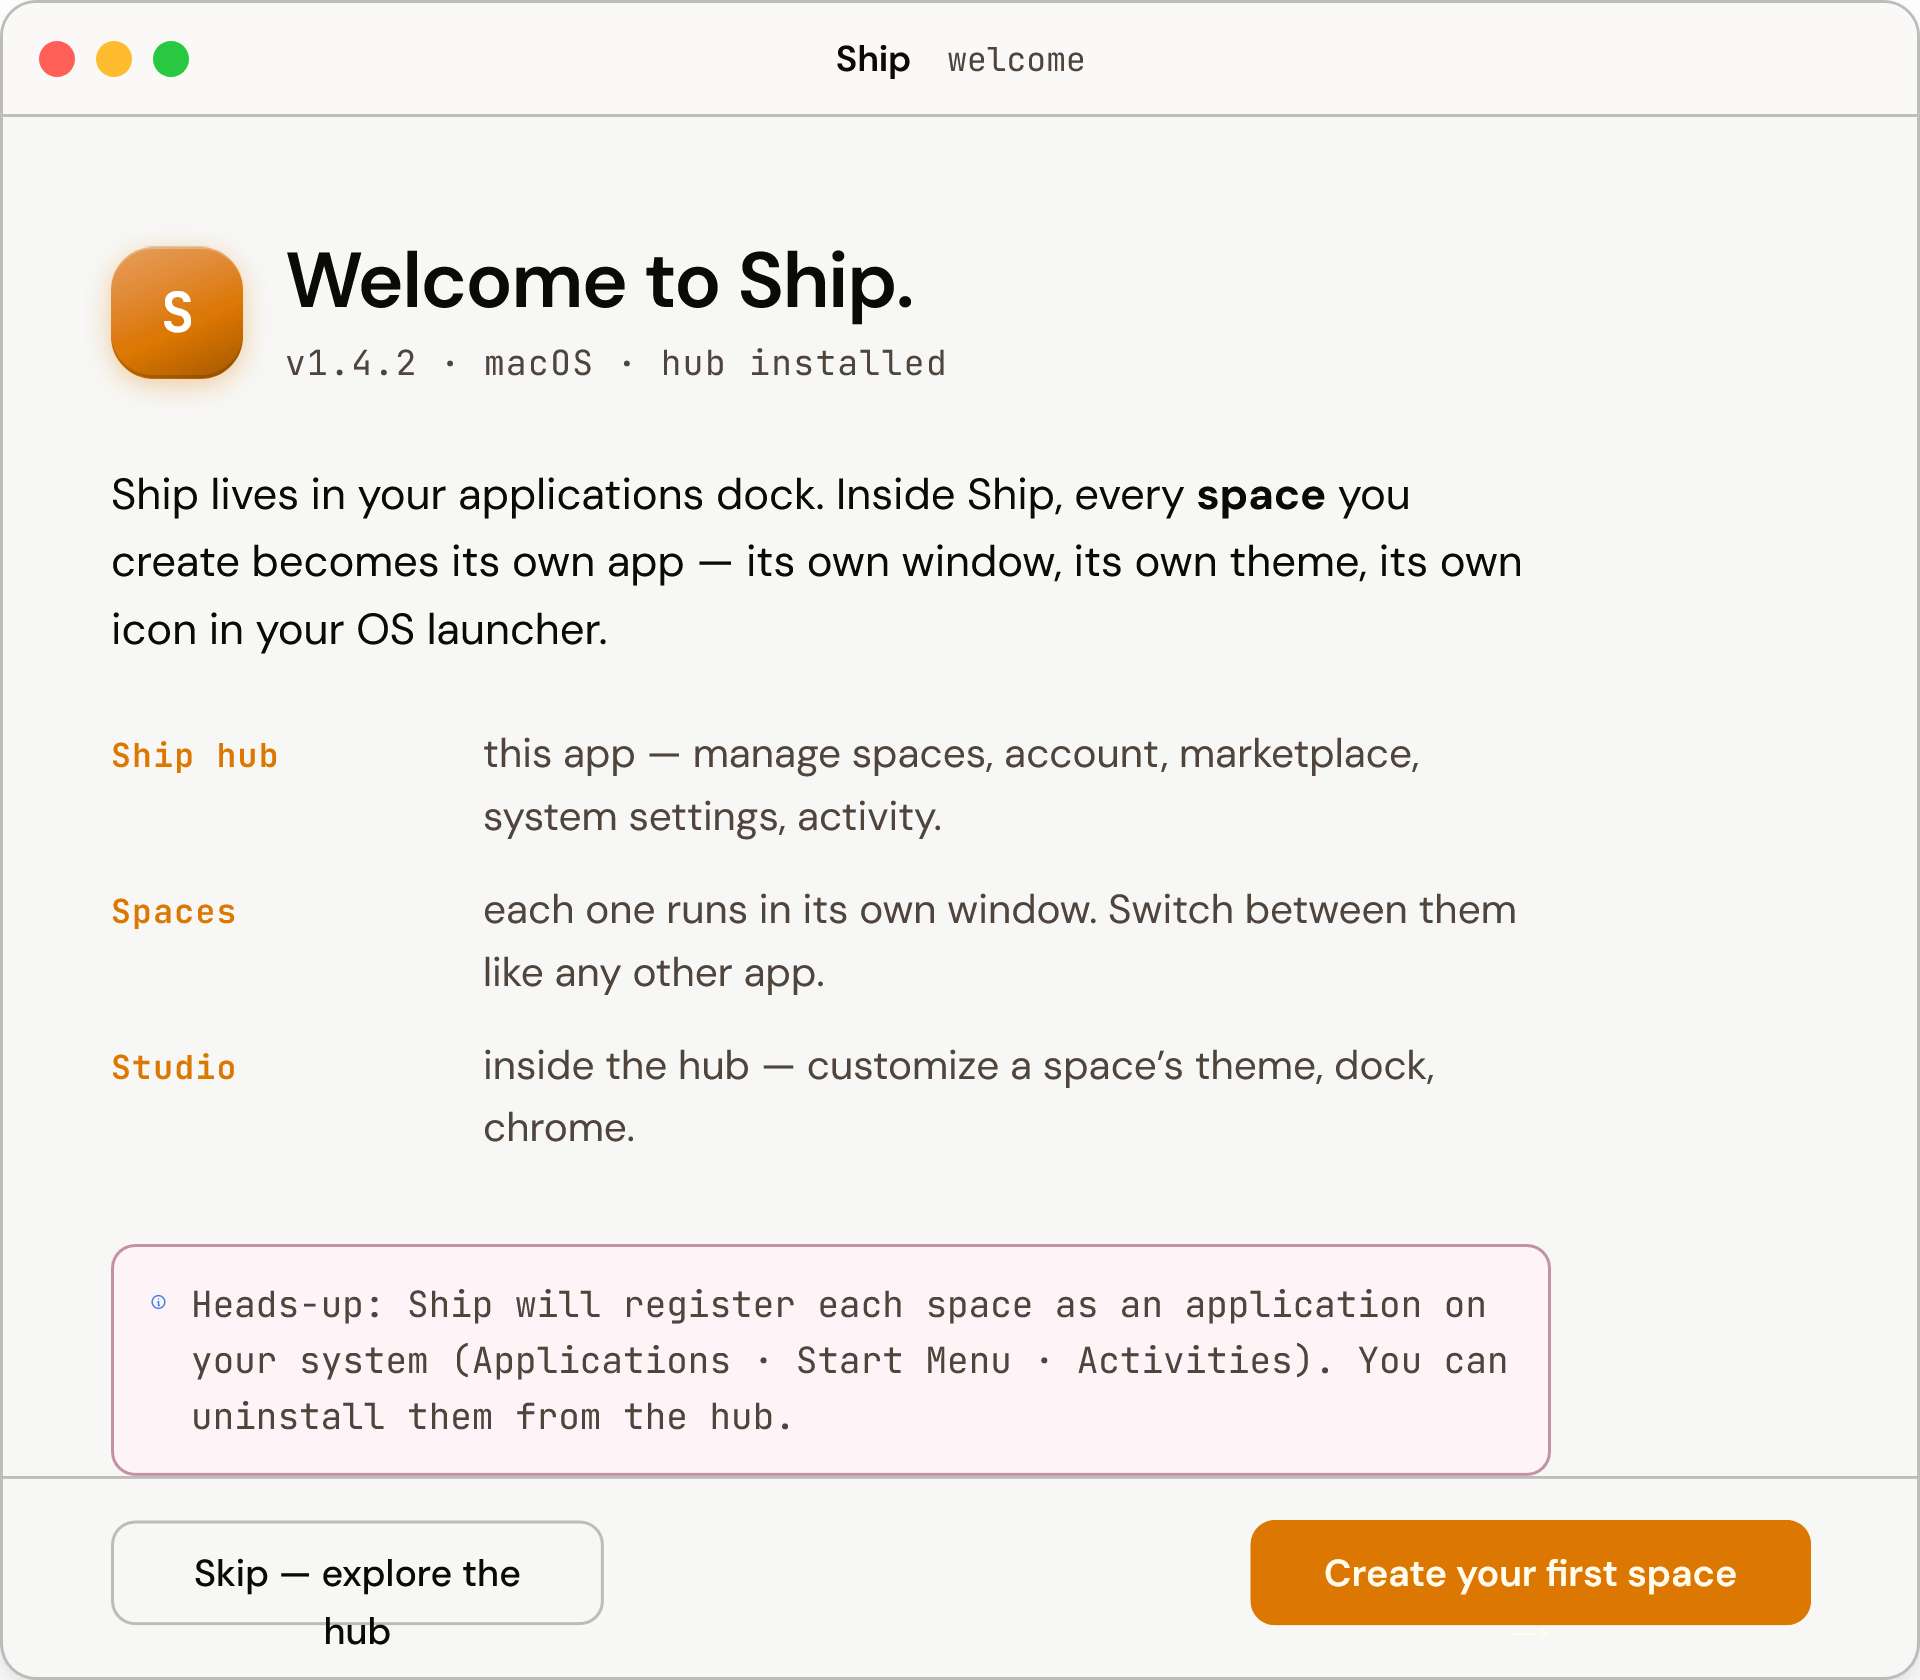 Ship welcome
S
Welcome to Ship.
v1.4.2 · macOS · hub installed
Ship lives in your applications dock. Inside Ship, every space you
create becomes its own app — its own window, its own theme, its own
icon in your OS launcher.
Ship hub this app — manage spaces, account, marketplace,
system settings, activity.
Spaces each one runs in its own window. Switch between them
like any other app.
Studio inside the hub — customize a space’s theme, dock,
chrome.
Heads-up: Ship will register each space as an application on
your system (Applications · Start Menu · Activities). You can
uninstall them from the hub.
Skip — explore the
hub
Create your first space